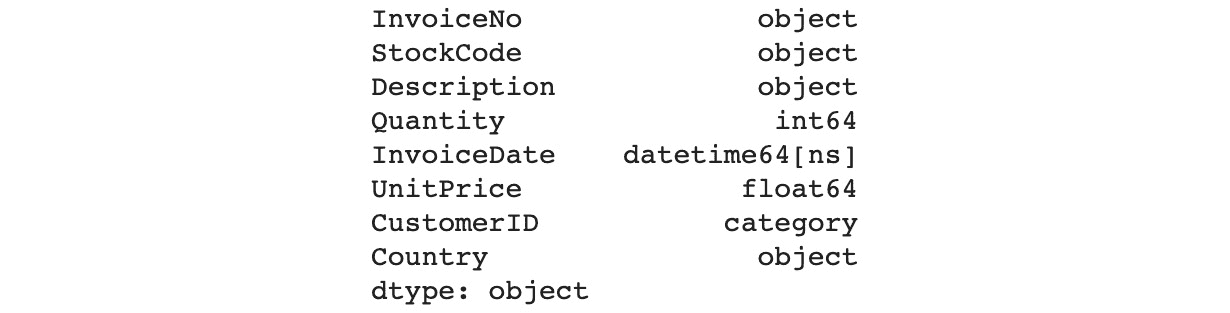 InvoiceNo object
StockCode object
Description object
Quantity int64
InvoiceDate datetime64[ns]
UnitPrice float64
CustomerID category
Country object
dtype: object